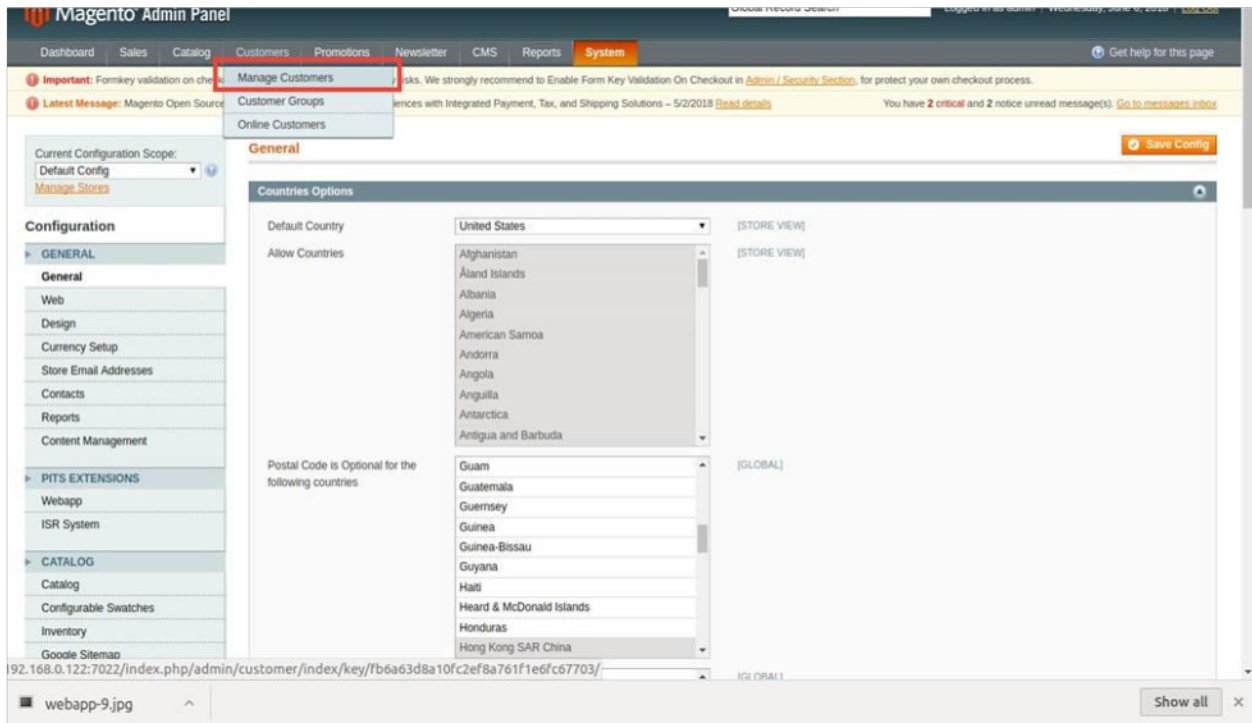 Magento Admin Panel
Global Record Search
Logged in as admin | Wednesday, June 6, 2018 | Log Out
Dashboard Sales Catalog Customers Promotions Newsletter CMS Reports System Get help for this page
Important: Formkey validation on isks. We strongly recommend to Enable Form Key Validation On Checkout in Admin / Security Section, for protect your own checkout process.
Manage Customers
Latest Message: Magento Open Source iences with Integrated Payment, Tax, and Shipping Solutions – 5/2/2018 Read details You have 2 critical and 2 notice unread message(s). Go to messages inbox
Customer Groups
Online Customers
Current Configuration Scope:
Default Config
Manage Stores
General
Save Config
Countries Options
Configuration
GENERAL
General
Web
Design
Currency Setup
Store Email Addresses
Contacts
Reports
Content Management
PITS EXTENSIONS
Webapp
ISR System
CATALOG
Catalog
Configurable Swatches
Inventory
Google Sitemap
Default Country United States [STORE VIEW]
Allow Countries [STORE VIEW]
Afghanistan
Åland Islands
Albania
Algeria
American Samoa
Andorra
Angola
Anguilla
Antarctica
Antigua and Barbuda
Postal Code is Optional for the
following countries
[GLOBAL]
Guam
Guatemala
Guernsey
Guinea
Guinea-Bissau
Guyana
Haiti
Heard & McDonald Islands
Honduras
Hong Kong SAR China
[GLOBAL]
192.168.0.122:7022/index.php/admin/customer/index/key/fb6a63d8a10fc2ef8a761f1e6fc67703/
webapp-9.jpg
Show all